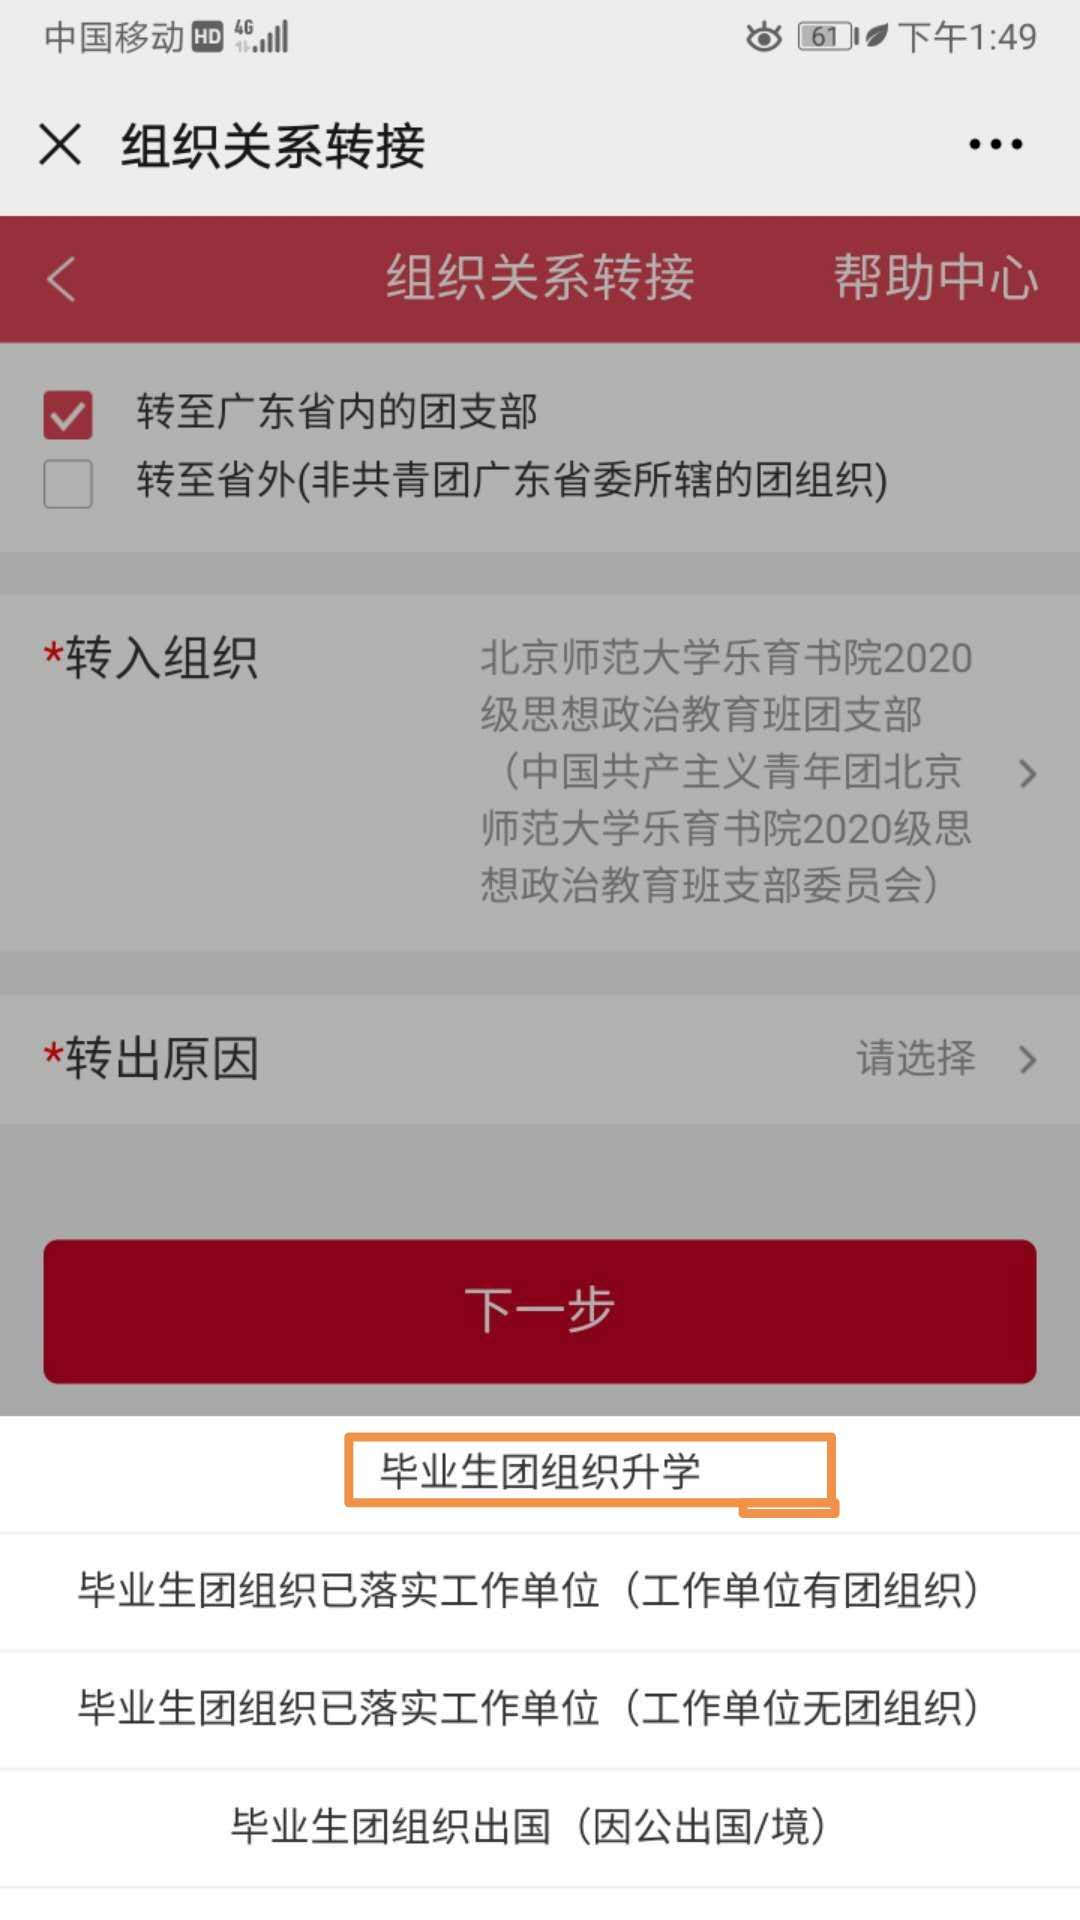 中国移动 HD 4G 61 下午1:49
组织关系转接
组织关系转接 帮助中心
转至广东省内的团支部
转至省外(非共青团广东省委所辖的团组织)
*转入组织 北京师范大学乐育书院2020
级思想政治教育班团支部
（中国共产主义青年团北京
师范大学乐育书院2020级思
想政治教育班支部委员会）
*转出原因 请选择
下一步
毕业生团组织升学
毕业生团组织已落实工作单位（工作单位有团组织）
毕业生团组织已落实工作单位（工作单位无团组织）
毕业生团组织出国（因公出国/境）